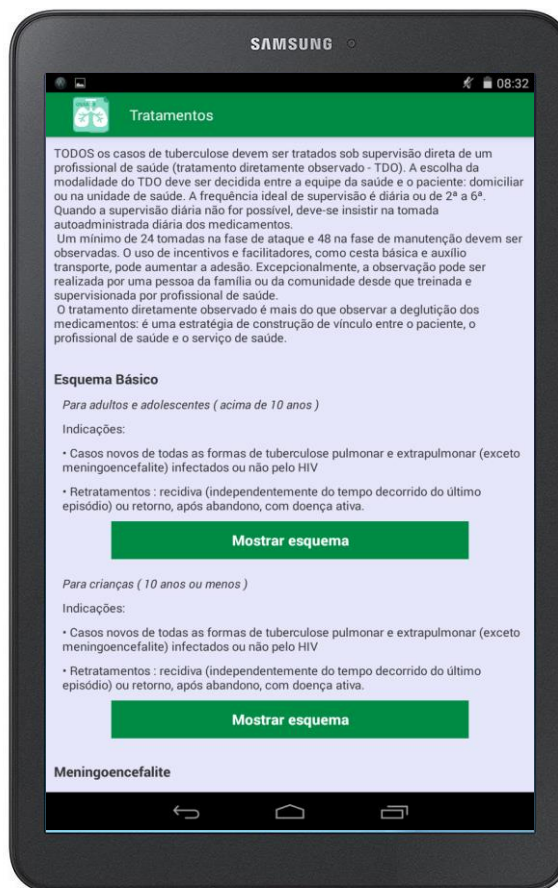 SAMSUNG
08:32
Tratamentos
TODOS os casos de tuberculose devem ser tratados sob supervisão direta de um
profissional de saúde (tratamento diretamente observado - TDO). A escolha da
modalidade do TDO deve ser decidida entre a equipe da saúde e o paciente: domiciliar
ou na unidade de saúde. A frequência ideal de supervisão é diária ou de 2ª a 6ª.
Quando a supervisão diária não for possível, deve-se insistir na tomada
autoadministrada diária dos medicamentos.
Um mínimo de 24 tomadas na fase de ataque e 48 na fase de manutenção devem ser
observadas. O uso de incentivos e facilitadores, como cesta básica e auxílio
transporte, pode aumentar a adesão. Excepcionalmente, a observação pode ser
realizada por uma pessoa da família ou da comunidade desde que treinada e
supervisionada por profissional de saúde.
O tratamento diretamente observado é mais do que observar a deglutição dos
medicamentos: é uma estratégia de construção de vínculo entre o paciente, o
profissional de saúde e o serviço de saúde.
Esquema Básico
Para adultos e adolescentes ( acima de 10 anos )
Indicações:
• Casos novos de todas as formas de tuberculose pulmonar e extrapulmonar (exceto
meningoencefalite) infectados ou não pelo HIV
• Retratamentos : recidiva (independentemente do tempo decorrido do último
episódio) ou retorno, após abandono, com doença ativa.
Mostrar esquema
Para crianças ( 10 anos ou menos )
Indicações:
• Casos novos de todas as formas de tuberculose pulmonar e extrapulmonar (exceto
meningoencefalite) infectados ou não pelo HIV
• Retratamentos : recidiva (independentemente do tempo decorrido do último
episódio) ou retorno, após abandono, com doença ativa.
Mostrar esquema
Meningoencefalite